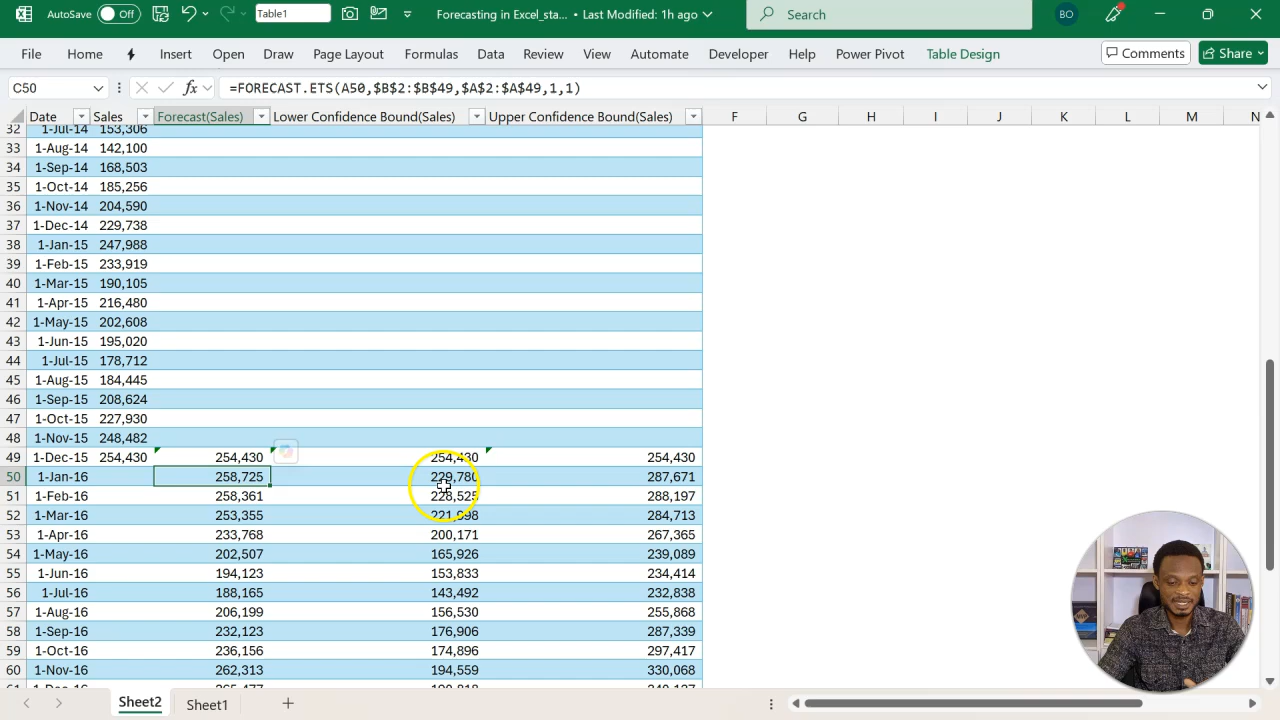 AutoSave Off Table1 Forecasting in Excel_sta... • Last Modified: 1h ago Search BO
File Home Insert Open Draw Page Layout Formulas Data Review View Automate Developer Help Power Pivot Table Design Comments Share
C50 fx =FORECAST.ETS(A50,$B$2:$B$49,$A$2:$A$49,1,1)
Date Sales Forecast(Sales) Lower Confidence Bound(Sales) Upper Confidence Bound(Sales) F G H I J K L M N
32 1-Jul-14 153,306
33 1-Aug-14 142,100
34 1-Sep-14 168,503
35 1-Oct-14 185,256
36 1-Nov-14 204,590
37 1-Dec-14 229,738
38 1-Jan-15 247,988
39 1-Feb-15 233,919
40 1-Mar-15 190,105
41 1-Apr-15 216,480
42 1-May-15 202,608
43 1-Jun-15 195,020
44 1-Jul-15 178,712
45 1-Aug-15 184,445
46 1-Sep-15 208,624
47 1-Oct-15 227,930
48 1-Nov-15 248,482
49 1-Dec-15 254,430 254,430 254,430 254,430
50 1-Jan-16 258,725 229,780 287,671
51 1-Feb-16 258,361 228,525 288,197
52 1-Mar-16 253,355 221,998 284,713
53 1-Apr-16 233,768 200,171 267,365
54 1-May-16 202,507 165,926 239,089
55 1-Jun-16 194,123 153,833 234,414
56 1-Jul-16 188,165 143,492 232,838
57 1-Aug-16 206,199 156,530 255,868
58 1-Sep-16 232,123 176,906 287,339
59 1-Oct-16 236,156 174,896 297,417
60 1-Nov-16 262,313 194,559 330,068
Sheet2 Sheet1